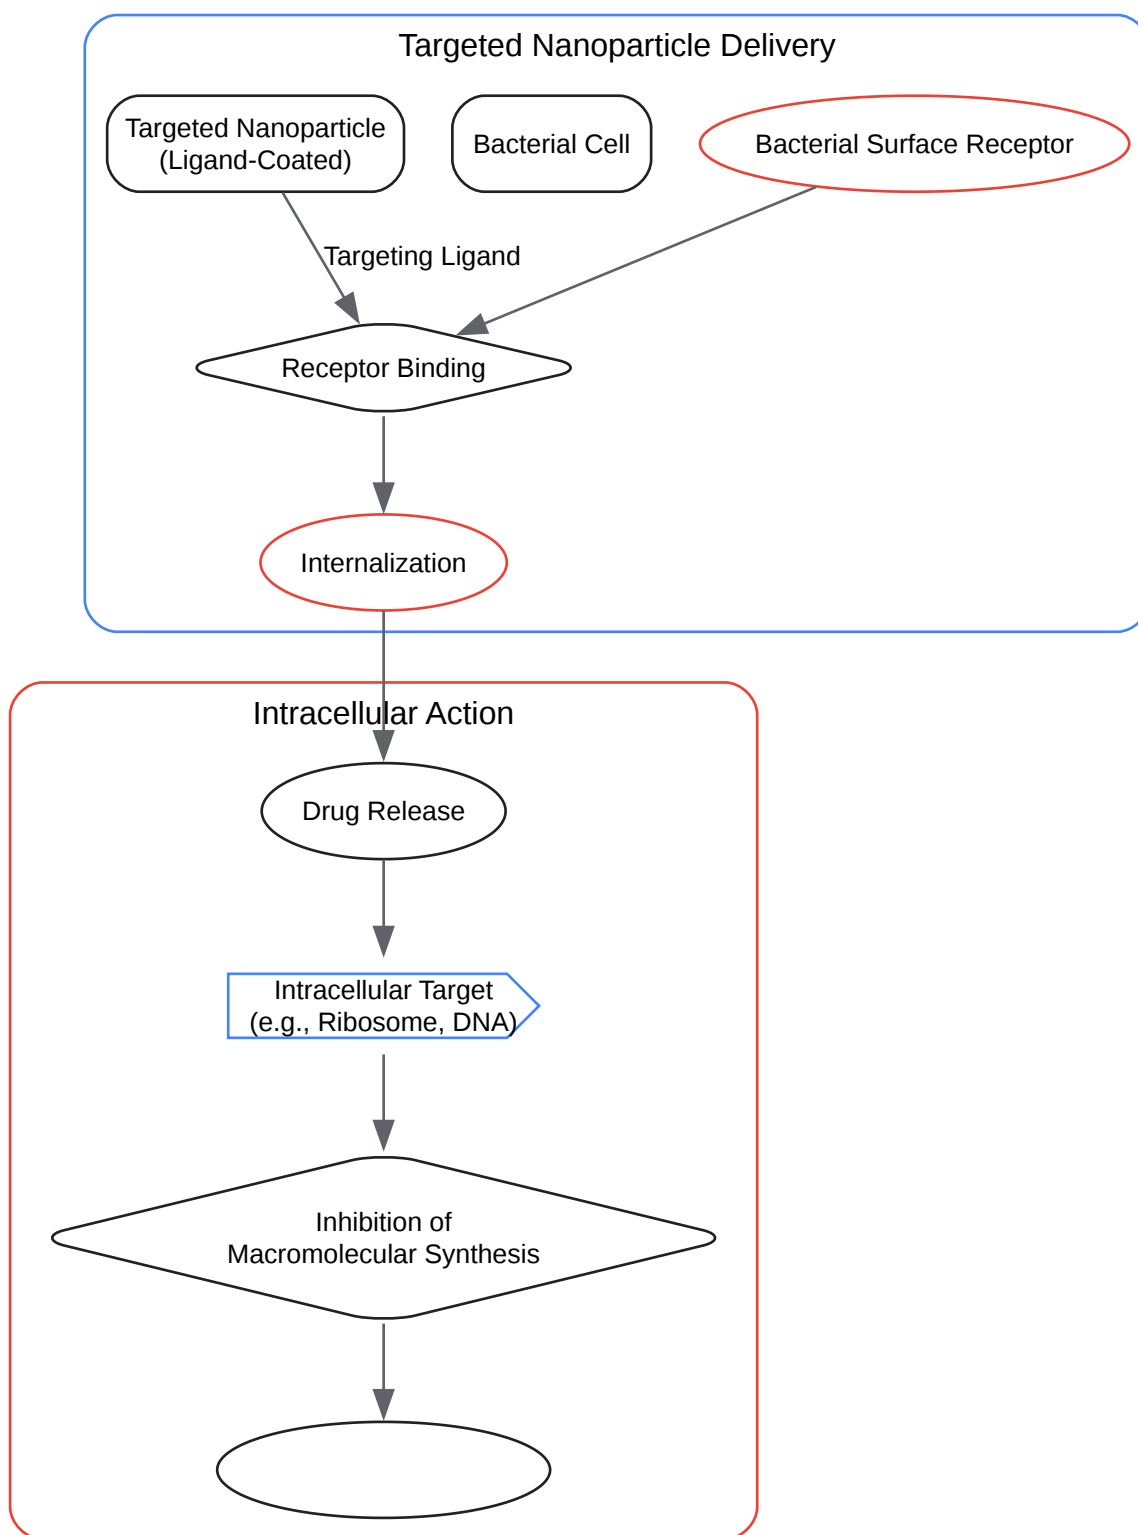 Targeted Nanoparticle Delivery
Targeted Nanoparticle
(Ligand-Coated)
Bacterial Cell
Bacterial Surface Receptor
Targeting Ligand
Receptor Binding
Internalization
Intracellular Action
Drug Release
Intracellular Target
(e.g., Ribosome, DNA)
Inhibition of
Macromolecular Synthesis